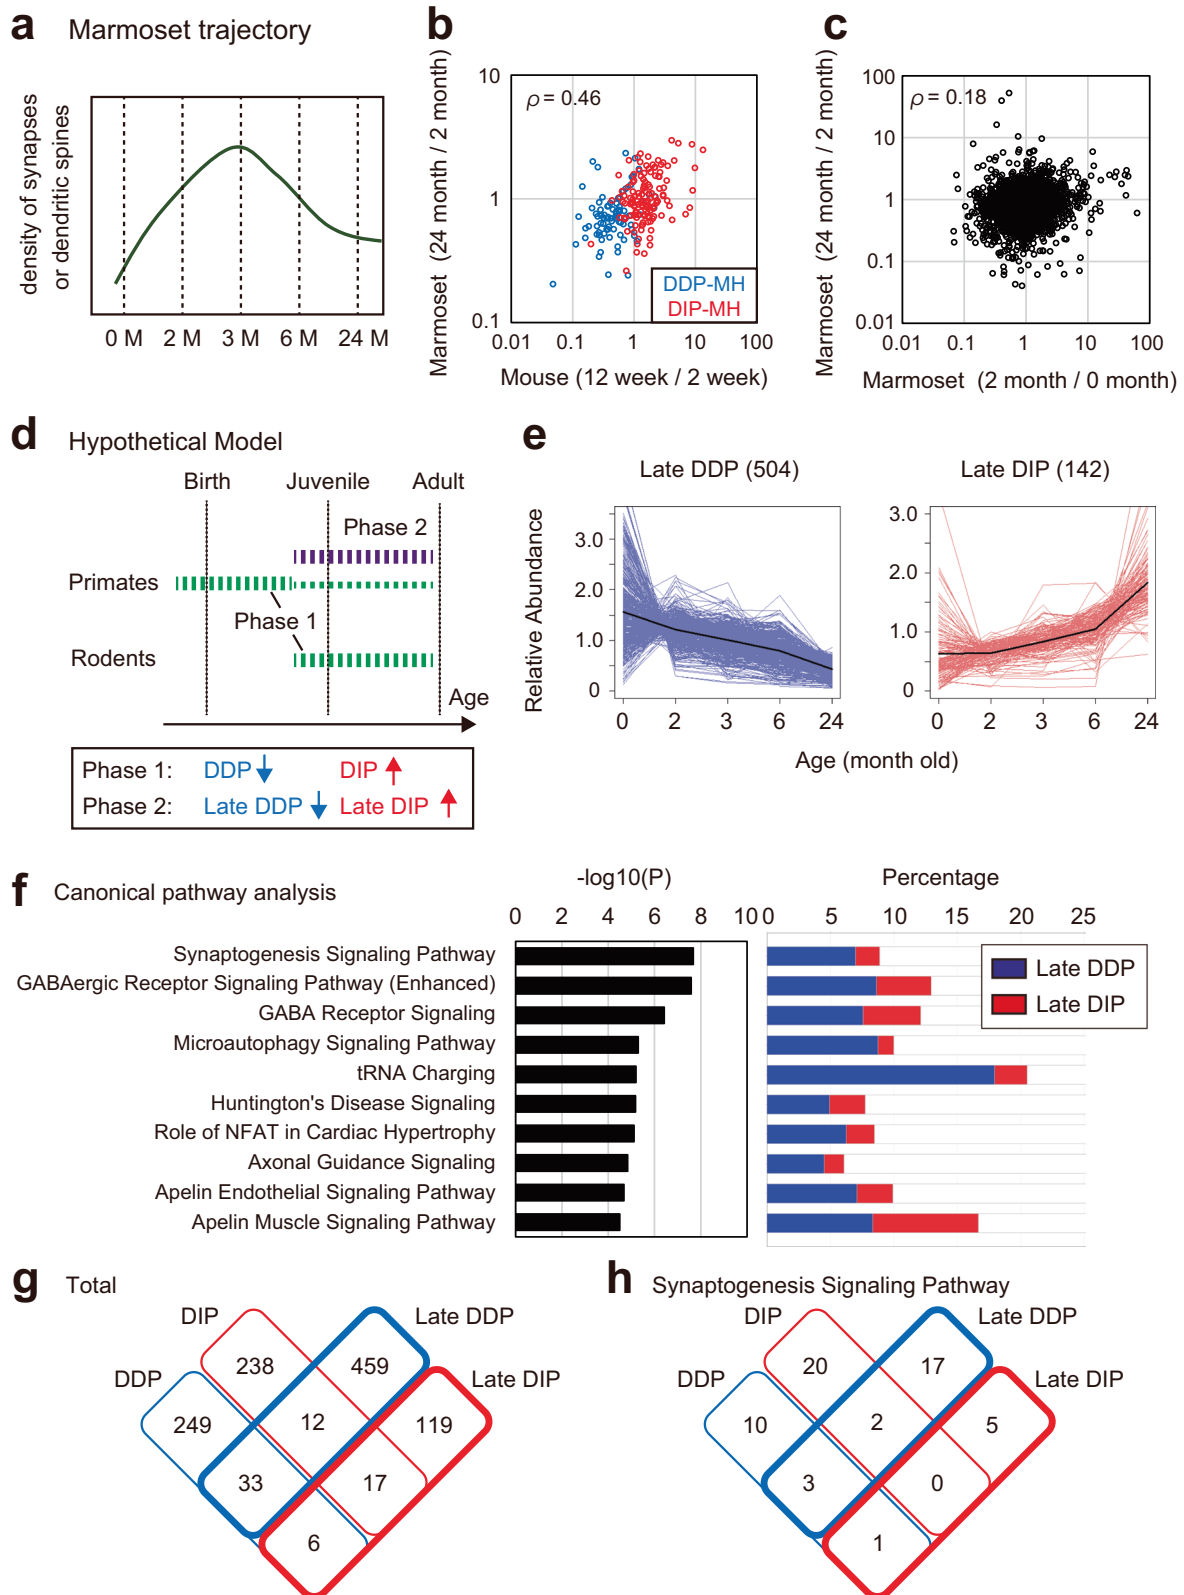 a Marmoset trajectory
density of synapses
or dendritic spines
0 M 2 M 3 M 6 M 24 M
b
Marmoset (24 month / 2 month)
10
1
0.1
ρ = 0.46
DDP-MH
DIP-MH
0.01 0.1 1 10 100
Mouse (12 week / 2 week)
c
Marmoset (24 month / 2 month)
100
10
1
0.1
0.01
ρ = 0.18
0.01 0.1 1 10 100
Marmoset (2 month / 0 month)
d Hypothetical Model
Birth Juvenile Adult
Phase 2
Primates
Phase 1
Rodents
Age
Phase 1: DDP DIP
Phase 2: Late DDP Late DIP
e
Late DDP (504) Late DIP (142)
Relative Abundance
3.0
2.0
1.0
0
0 2 3 6 24
3.0
2.0
1.0
0
0 2 3 6 24
Age (month old)
f Canonical pathway analysis
-log10(P) Percentage
0 2 4 6 8 10 0 5 10 15 20 25
Synaptogenesis Signaling Pathway
GABAergic Receptor Signaling Pathway (Enhanced)
GABA Receptor Signaling
Microautophagy Signaling Pathway
tRNA Charging
Huntington's Disease Signaling
Role of NFAT in Cardiac Hypertrophy
Axonal Guidance Signaling
Apelin Endothelial Signaling Pathway
Apelin Muscle Signaling Pathway
Late DDP
Late DIP
g Total
DIP Late DDP
DDP Late DIP
238 459
249 12 119
33 17
6
h Synaptogenesis Signaling Pathway
DIP Late DDP
DDP Late DIP
20 17
10 2 5
3 0
1